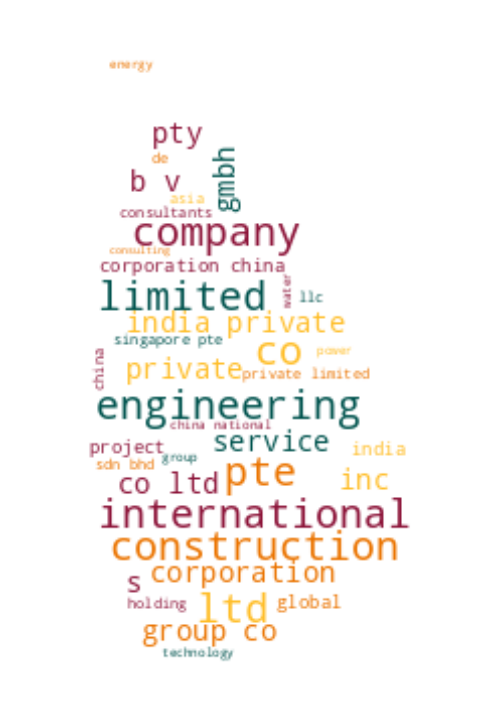 energy
pty
de
gmbh
b v
asia
consultants
company
consulting
corporation china
water
limited
llc
india private
singapore pte
co
power
china
private
private limited
engineering
china national
service
project
india
group
sdn bhd
pte
co ltd
inc
international
construction
corporation
s
holding
ltd
global
group co
technology